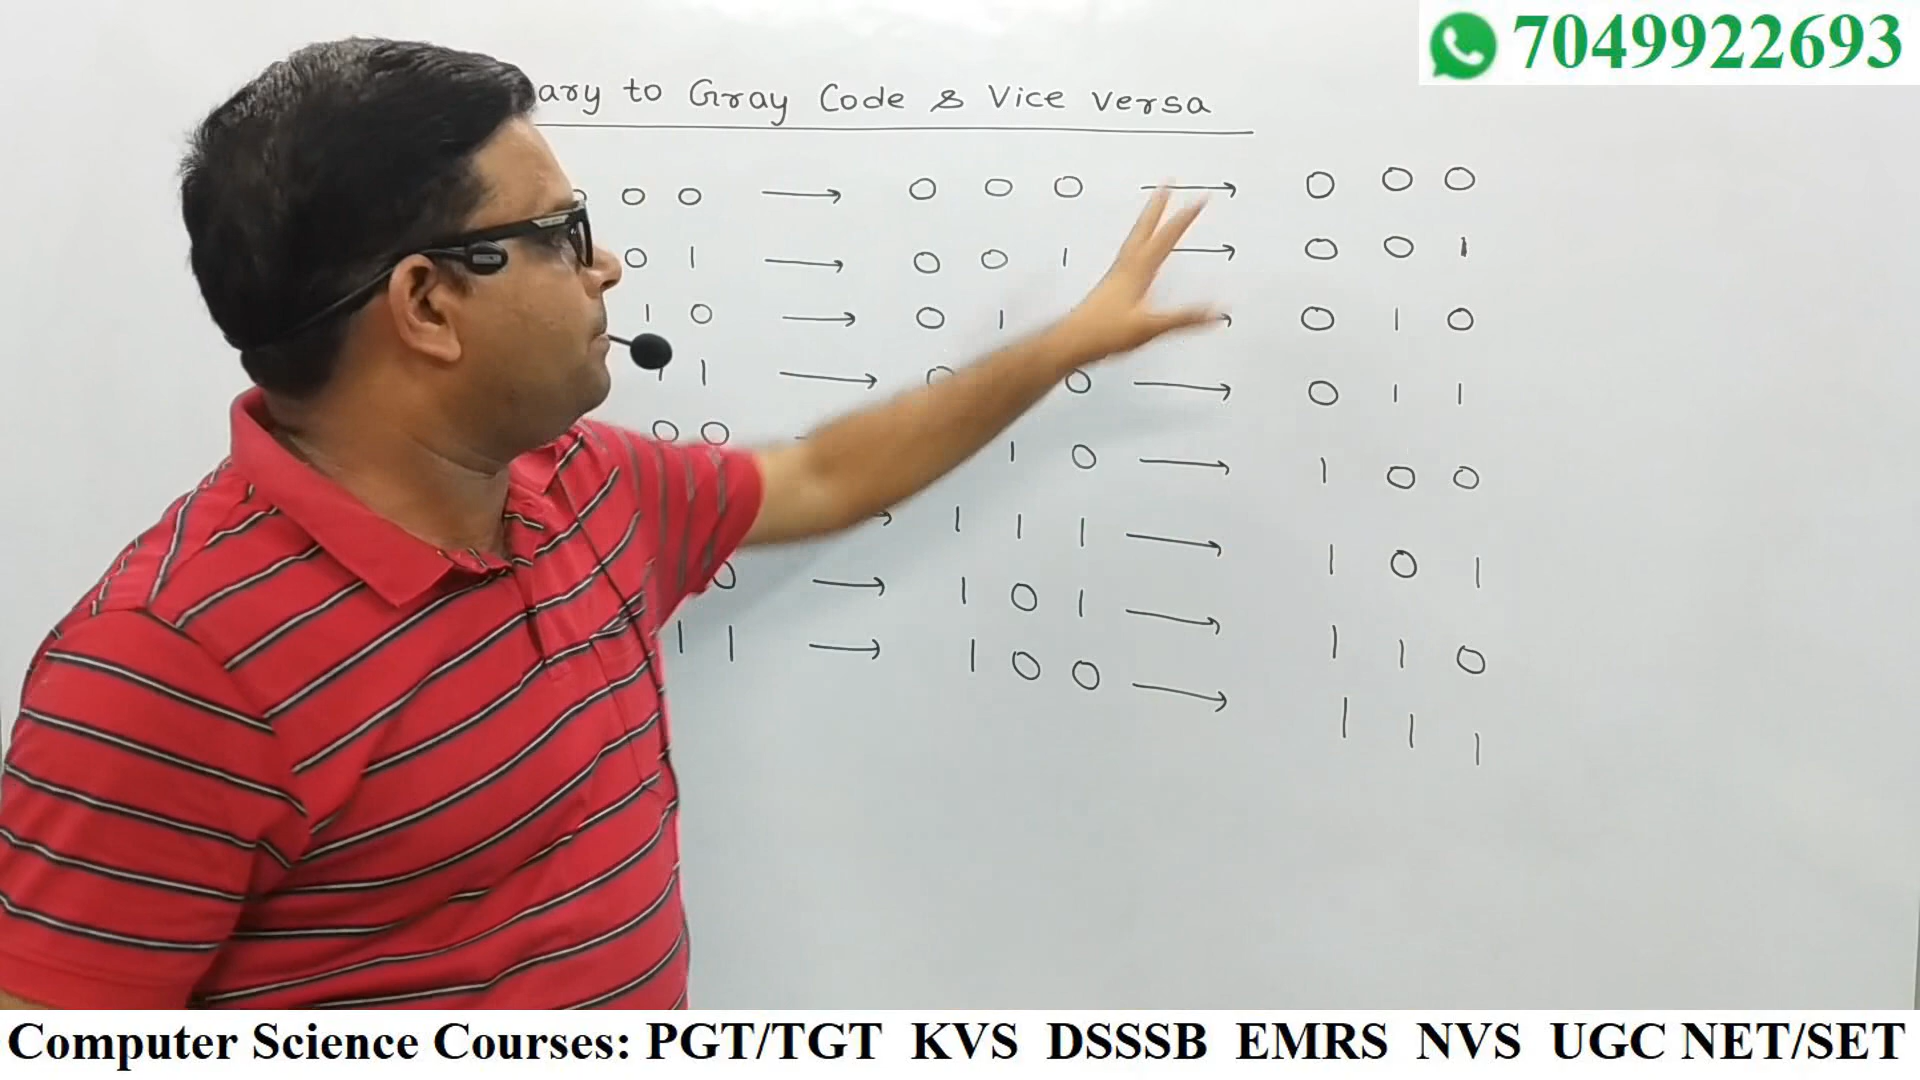 7049922693
ary to Gray Code & Vice versa
0 0 → 0 0 0 → 0 0 0
0 1 → 0 0 1 → 0 0 1
1 0 → 0 1 → 0 1 0
1 1 → 0 0 → 0 1 1
0 0 1 0 → 1 0 0
→ 1 1 1 → 1 0 1
0 → 1 0 1 → 1 1 0
1 1 → 1 0 0 → 1 1 1
Computer Science Courses: PGT/TGT KVS DSSSB EMRS NVS UGC NET/SET